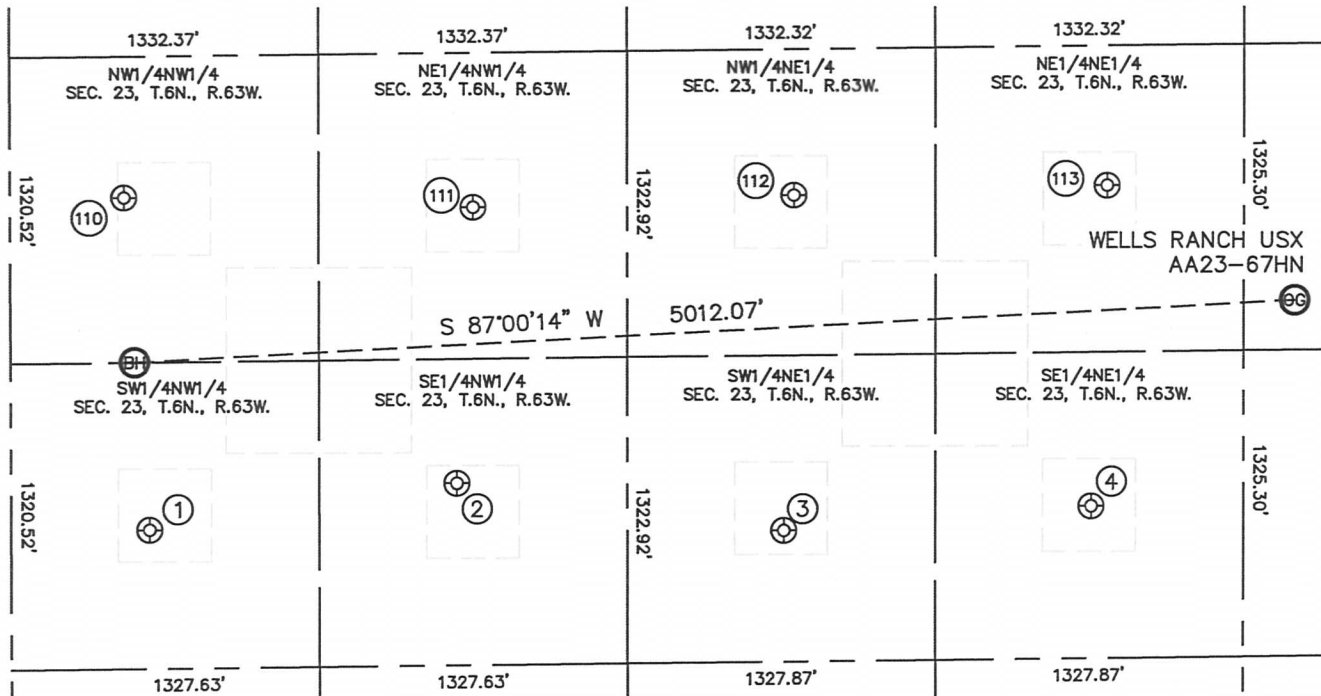 1332.37'
1332.37'
1332.32'
1332.32'
NW1/4NW1/4
SEC. 23, T.6N., R.63W.
NE1/4NW1/4
SEC. 23, T.6N., R.63W.
NW1/4NE1/4
SEC. 23, T.6N., R.63W.
NE1/4NE1/4
SEC. 23, T.6N., R.63W.
1320.52'
110
111
1322.92'
112
113
1325.30'
WELLS RANCH USX
AA23-67HN
OG
S 87°00'14" W
5012.07'
BH
SW1/4NW1/4
SEC. 23, T.6N., R.63W.
SE1/4NW1/4
SEC. 23, T.6N., R.63W.
SW1/4NE1/4
SEC. 23, T.6N., R.63W.
SE1/4NE1/4
SEC. 23, T.6N., R.63W.
1320.52'
1
2
1322.92'
3
4
1325.30'
1327.63'
1327.63'
1327.87'
1327.87'